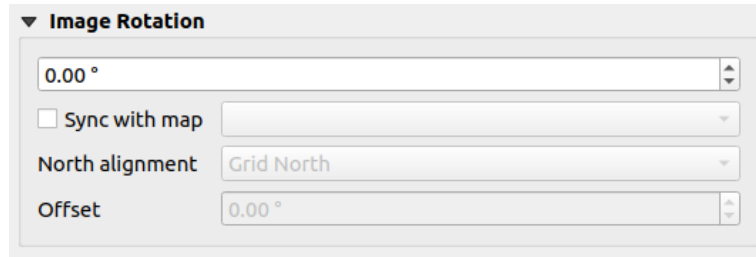 Image Rotation
0.00 °
Sync with map
North alignment Grid North
Offset 0.00 °